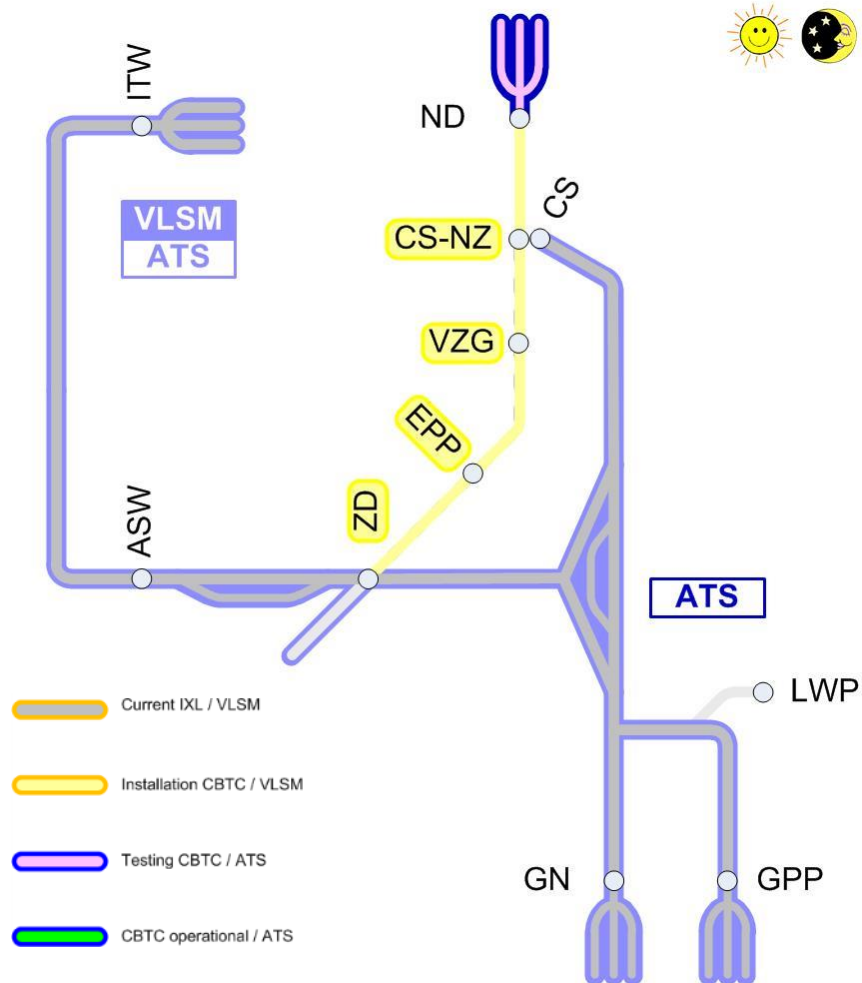 ITW
ND
CS
VLSM
ATS
CS-NZ
VZG
EPP
ZD
ASW
ATS
LWP
Current IXL / VLSM
Installation CBTC / VLSM
Testing CBTC / ATS
GN
GPP
CBTC operational / ATS